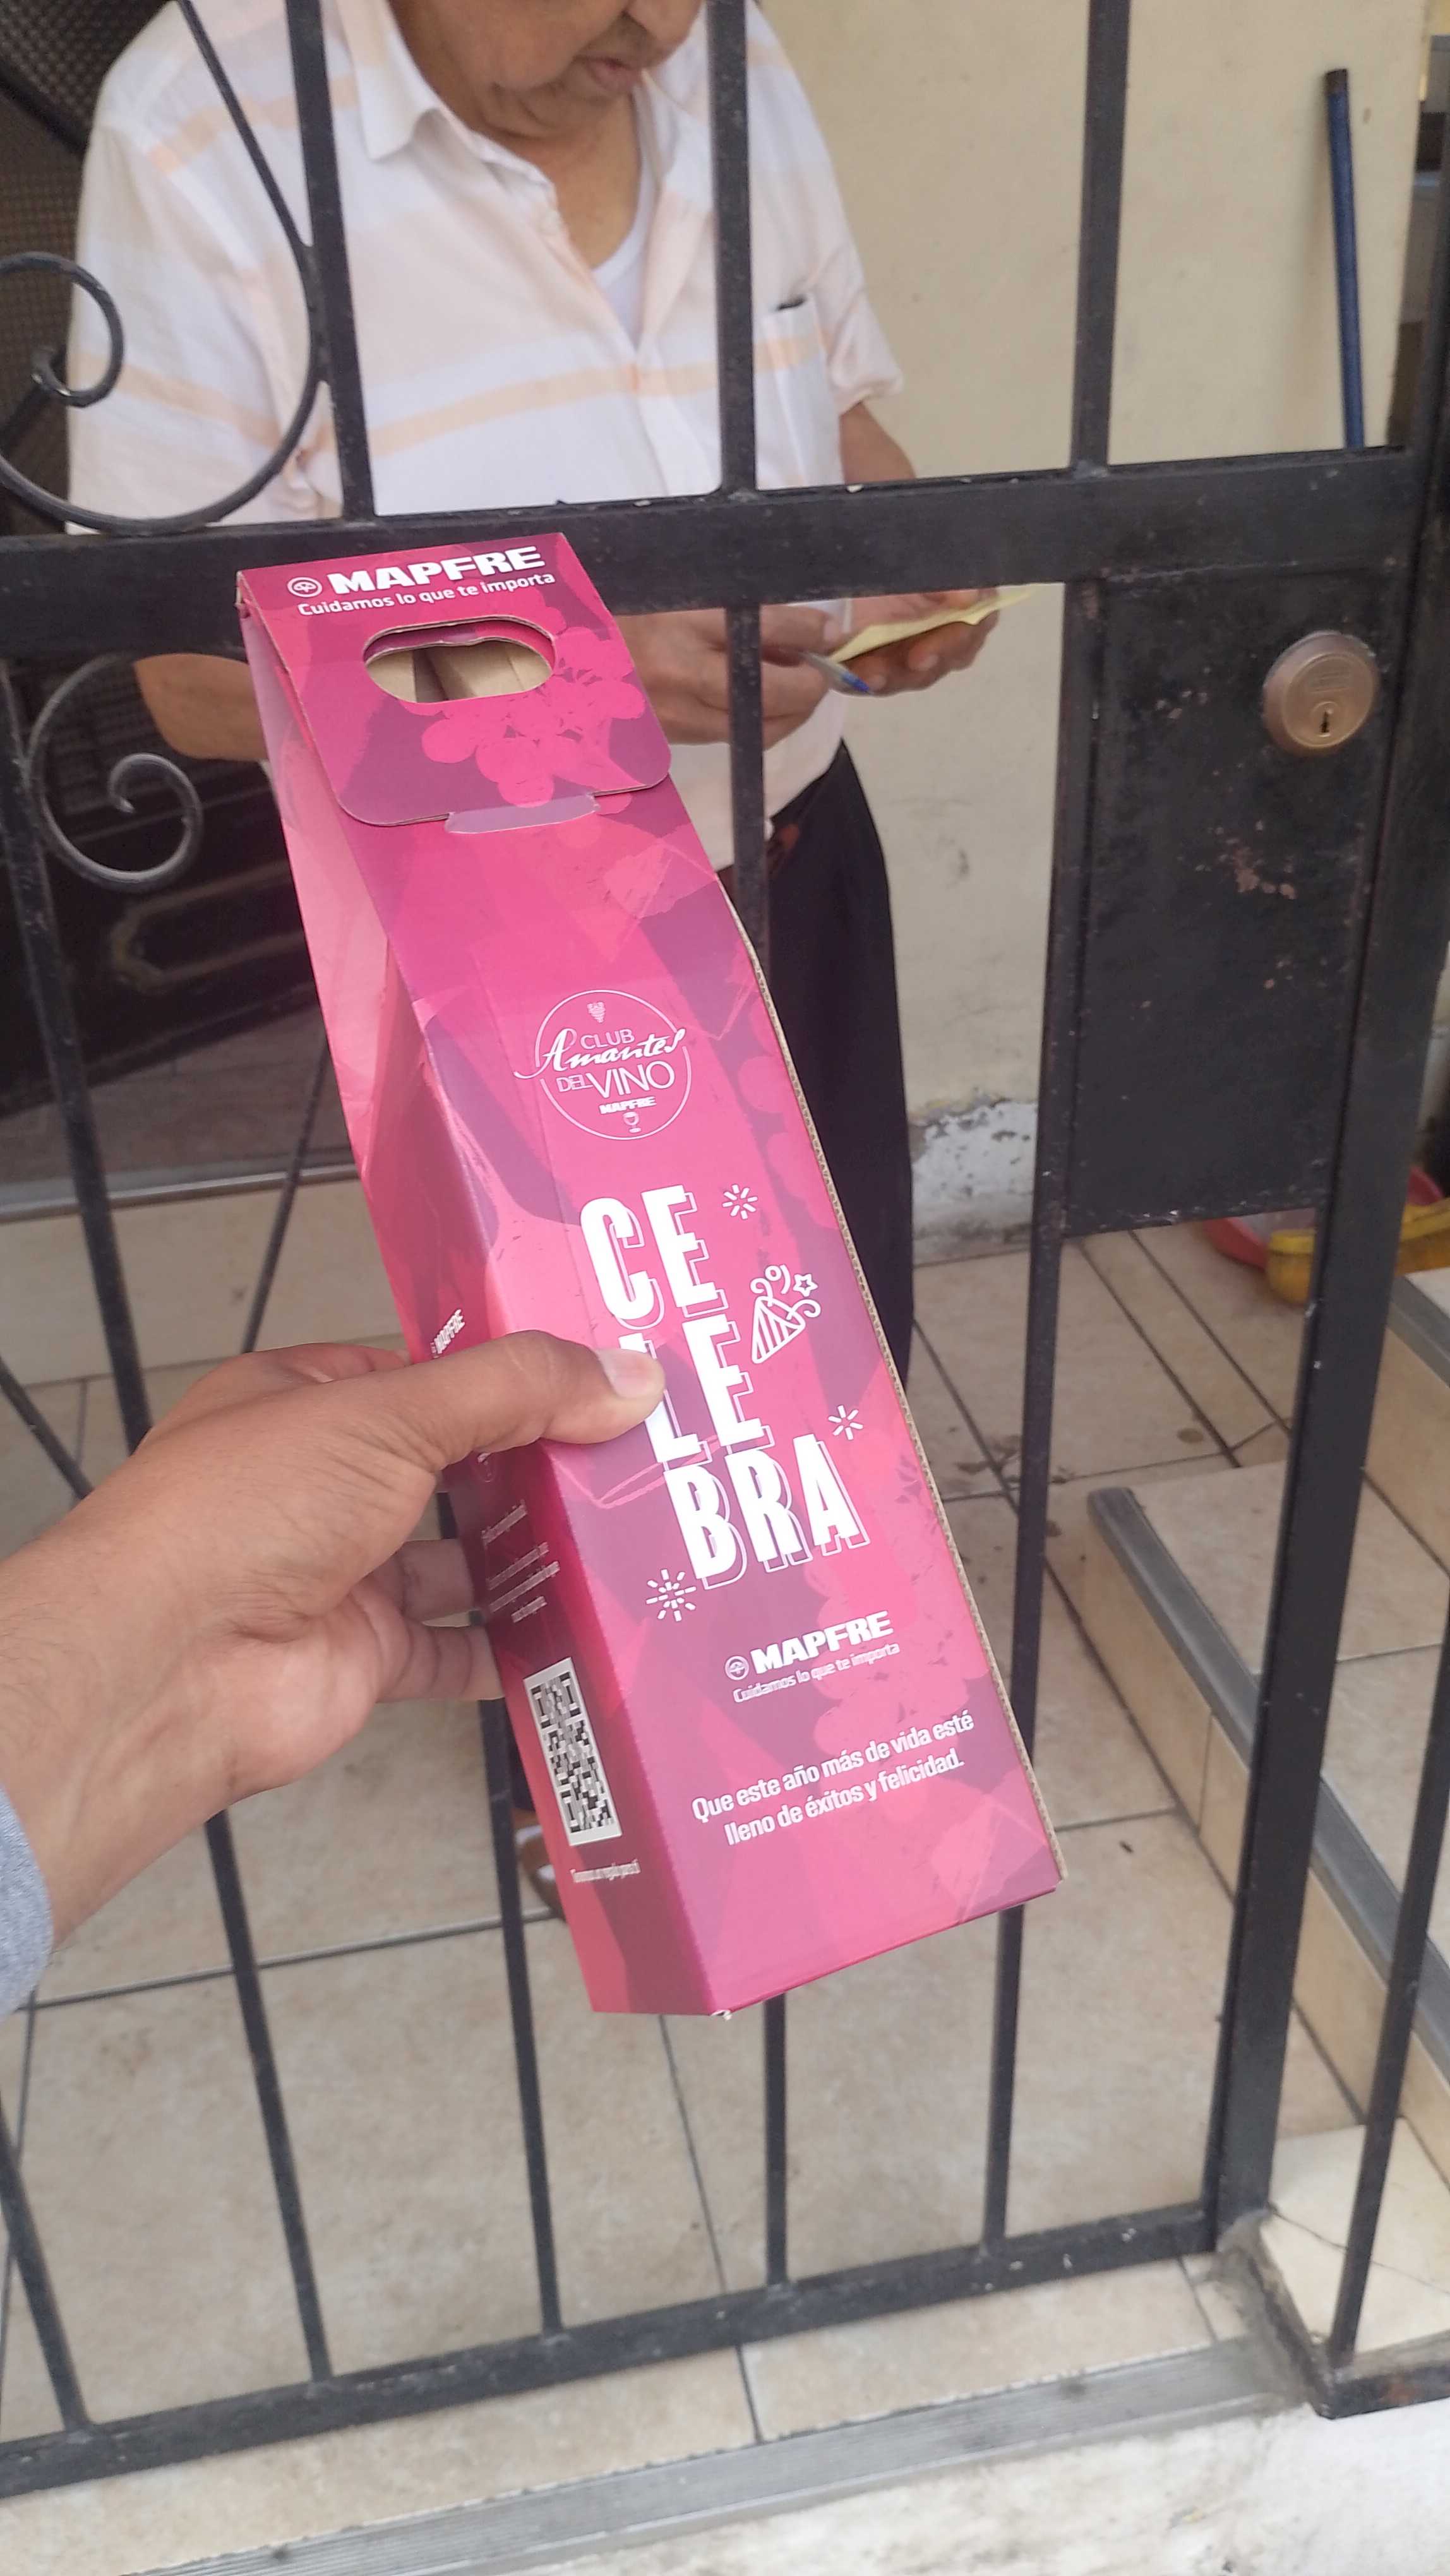 MAPFRE
Cuidamos lo que te importa
CLUB
Amantes
DEL VINO
MAPFRE
CE
LE
BRA
MAPFRE
Cuidamos lo que te importa
Que este año más de vida esté
lleno de éxitos y felicidad.
MAPFRE